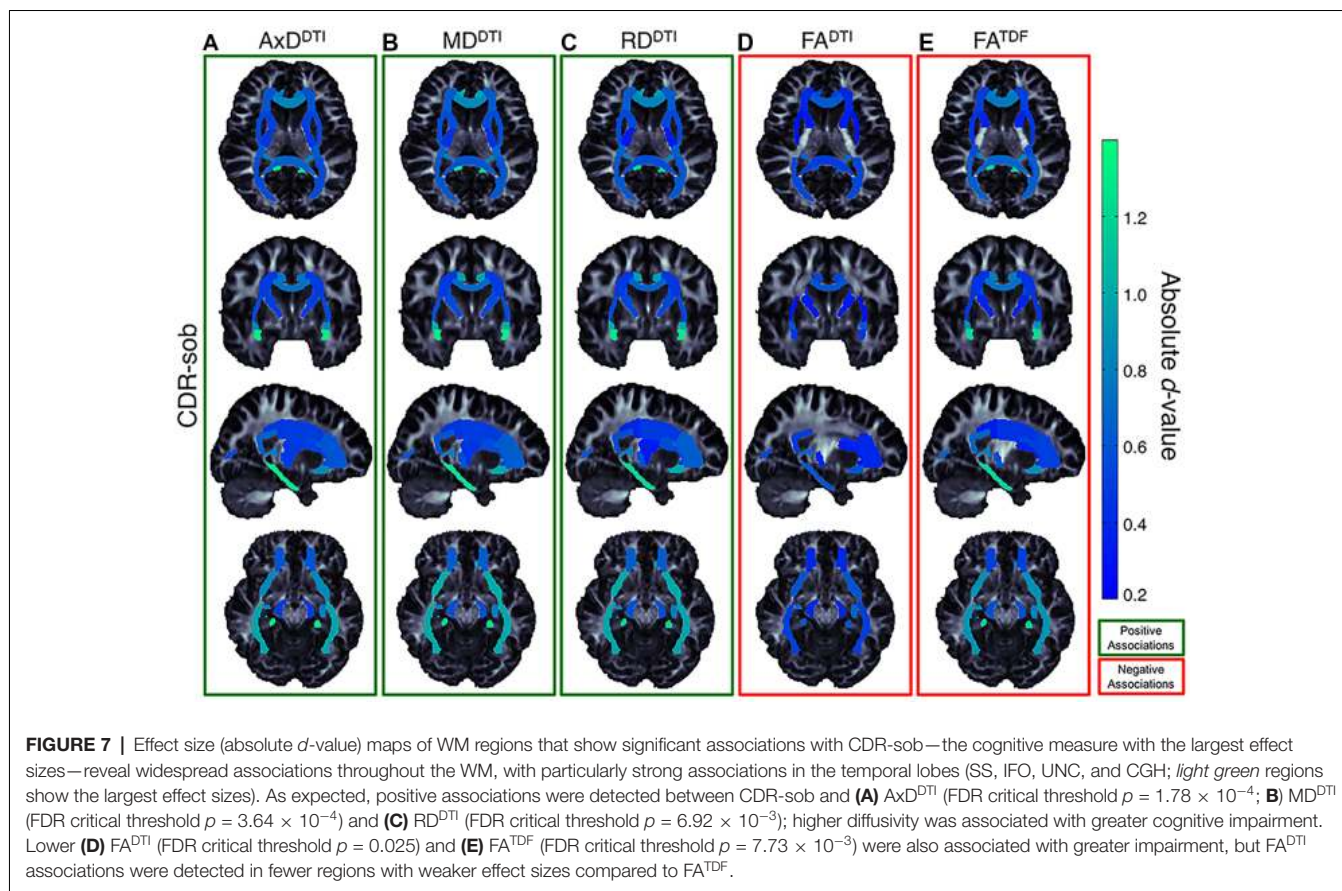 A AxD^DTI B MD^DTI C RD^DTI D FA^DTI E FA^TDF
CDR-sob
1.2
1.0
0.8
0.6
0.4
0.2
Absolute d-value
Positive
Associations
Negative
Associations
FIGURE 7 | Effect size (absolute d-value) maps of WM regions that show significant associations with CDR-sob—the cognitive measure with the largest effect
sizes—reveal widespread associations throughout the WM, with particularly strong associations in the temporal lobes (SS, IFO, UNC, and CGH; light green regions
show the largest effect sizes). As expected, positive associations were detected between CDR-sob and (A) AxD^DTI (FDR critical threshold p = 1.78 × 10^−4; B) MD^DTI
(FDR critical threshold p = 3.64 × 10^−4) and (C) RD^DTI (FDR critical threshold p = 6.92 × 10^−3); higher diffusivity was associated with greater cognitive impairment.
Lower (D) FA^DTI (FDR critical threshold p = 0.025) and (E) FA^TDF (FDR critical threshold p = 7.73 × 10^−3) were also associated with greater impairment, but FA^DTI
associations were detected in fewer regions with weaker effect sizes compared to FA^TDF.